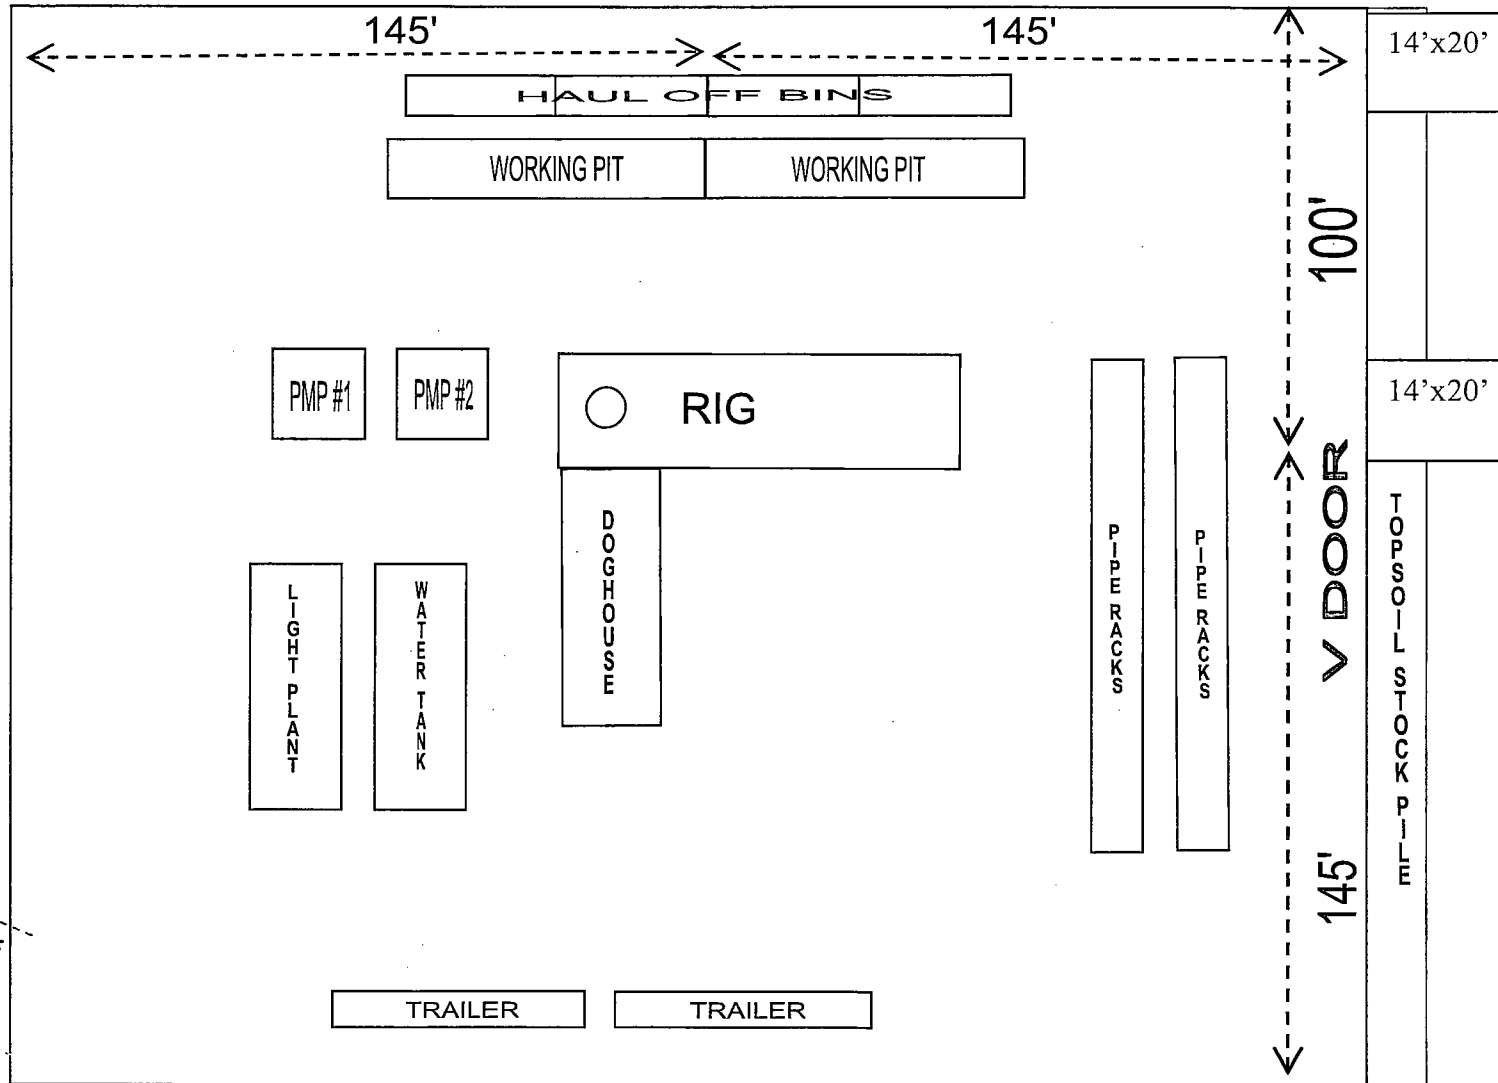 145'
145'
14'x20'
HAUL OFF BINS
WORKING PIT
WORKING PIT
100'
PMP #1
PMP #2
RIG
14'x20'
V DOOR
DOGHOUSE
PIPE RACKS
PIPE RACKS
TOPSOIL STOCK PILE
LIGHT PLANT
WATER TANK
145'
TRAILER
TRAILER